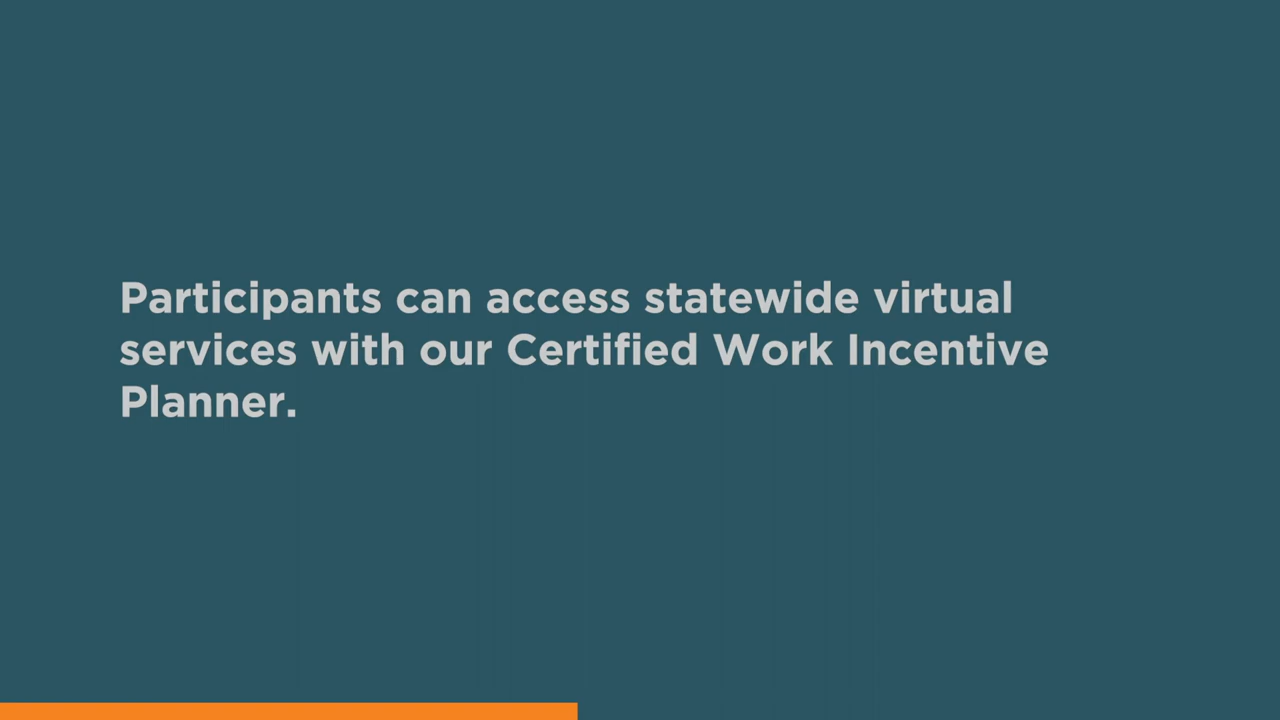 Participants can access statewide virtual
services with our Certified Work Incentive
Planner.